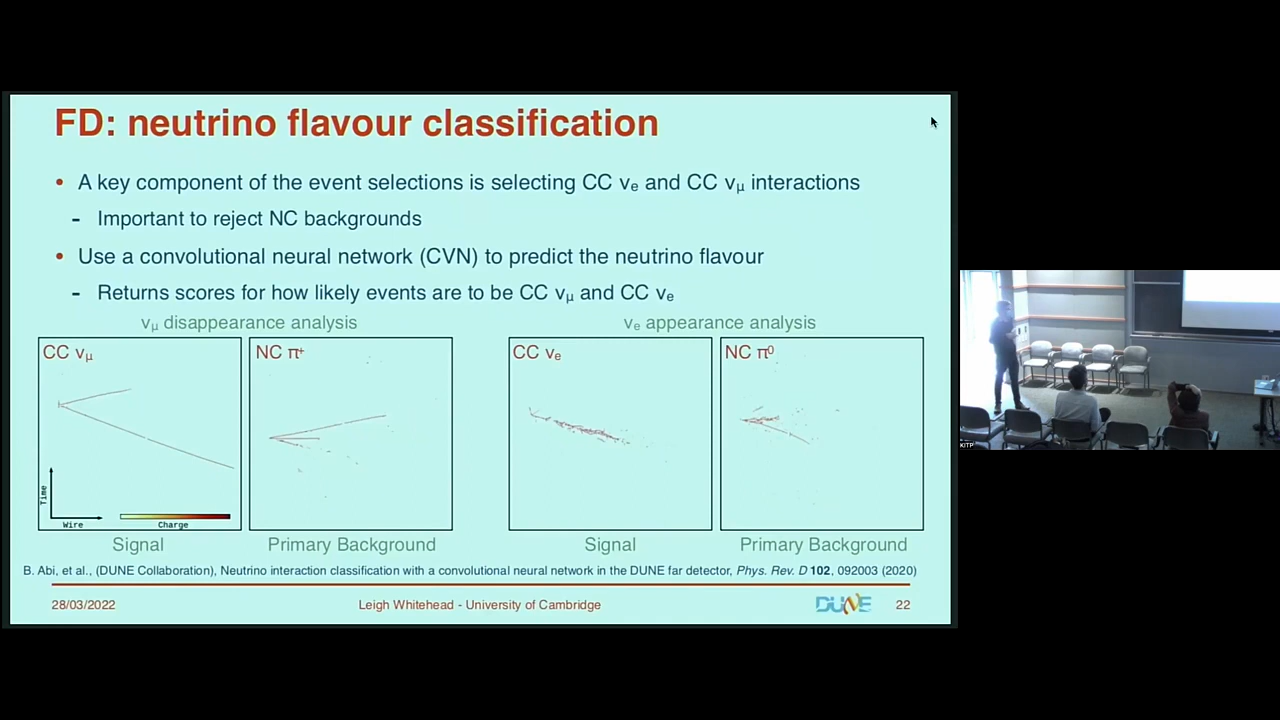 FD: neutrino flavour classification
• A key component of the event selections is selecting CC νₑ and CC νμ interactions
- Important to reject NC backgrounds
• Use a convolutional neural network (CVN) to predict the neutrino flavour
- Returns scores for how likely events are to be CC νμ and CC νₑ
νμ disappearance analysis
νₑ appearance analysis
CC νμ
NC π⁺
CC νₑ
NC π⁰
Time
Wire
Charge
Signal
Primary Background
Signal
Primary Background
B. Abi, et al., (DUNE Collaboration), Neutrino interaction classification with a convolutional neural network in the DUNE far detector, Phys. Rev. D 102, 092003 (2020)
28/03/2022
Leigh Whitehead - University of Cambridge
DUNE
22
KITP